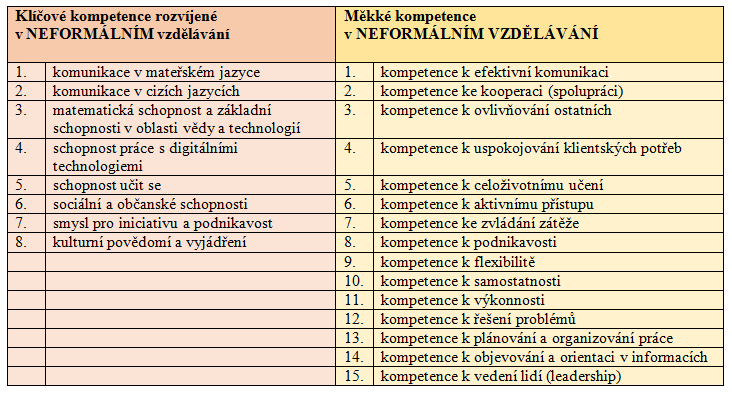 Klíčové kompetence rozvíjené
v NEFORMÁLNÍM vzdělávání
Měkké kompetence
v NEFORMÁLNÍM VZDĚLÁVÁNÍ
1. komunikace v mateřském jazyce
1. kompetence k efektivní komunikaci
2. komunikace v cizích jazycích
2. kompetence ke kooperaci (spolupráci)
3. matematická schopnost a základní
schopnosti v oblasti vědy a technologií
3. kompetence k ovlivňování ostatních
4. schopnost práce s digitálními
technologiemi
4. kompetence k uspokojování klientských potřeb
5. schopnost učit se
5. kompetence k celoživotnímu učení
6. sociální a občanské schopnosti
6. kompetence k aktivnímu přístupu
7. smysl pro iniciativu a podnikavost
7. kompetence ke zvládání zátěže
8. kulturní povědomí a vyjádření
8. kompetence k podnikavosti
9. kompetence k flexibilitě
10. kompetence k samostatnosti
11. kompetence k výkonnosti
12. kompetence k řešení problémů
13. kompetence k plánování a organizování práce
14. kompetence k objevování a orientaci v informacích
15. kompetence k vedení lidí (leadership)